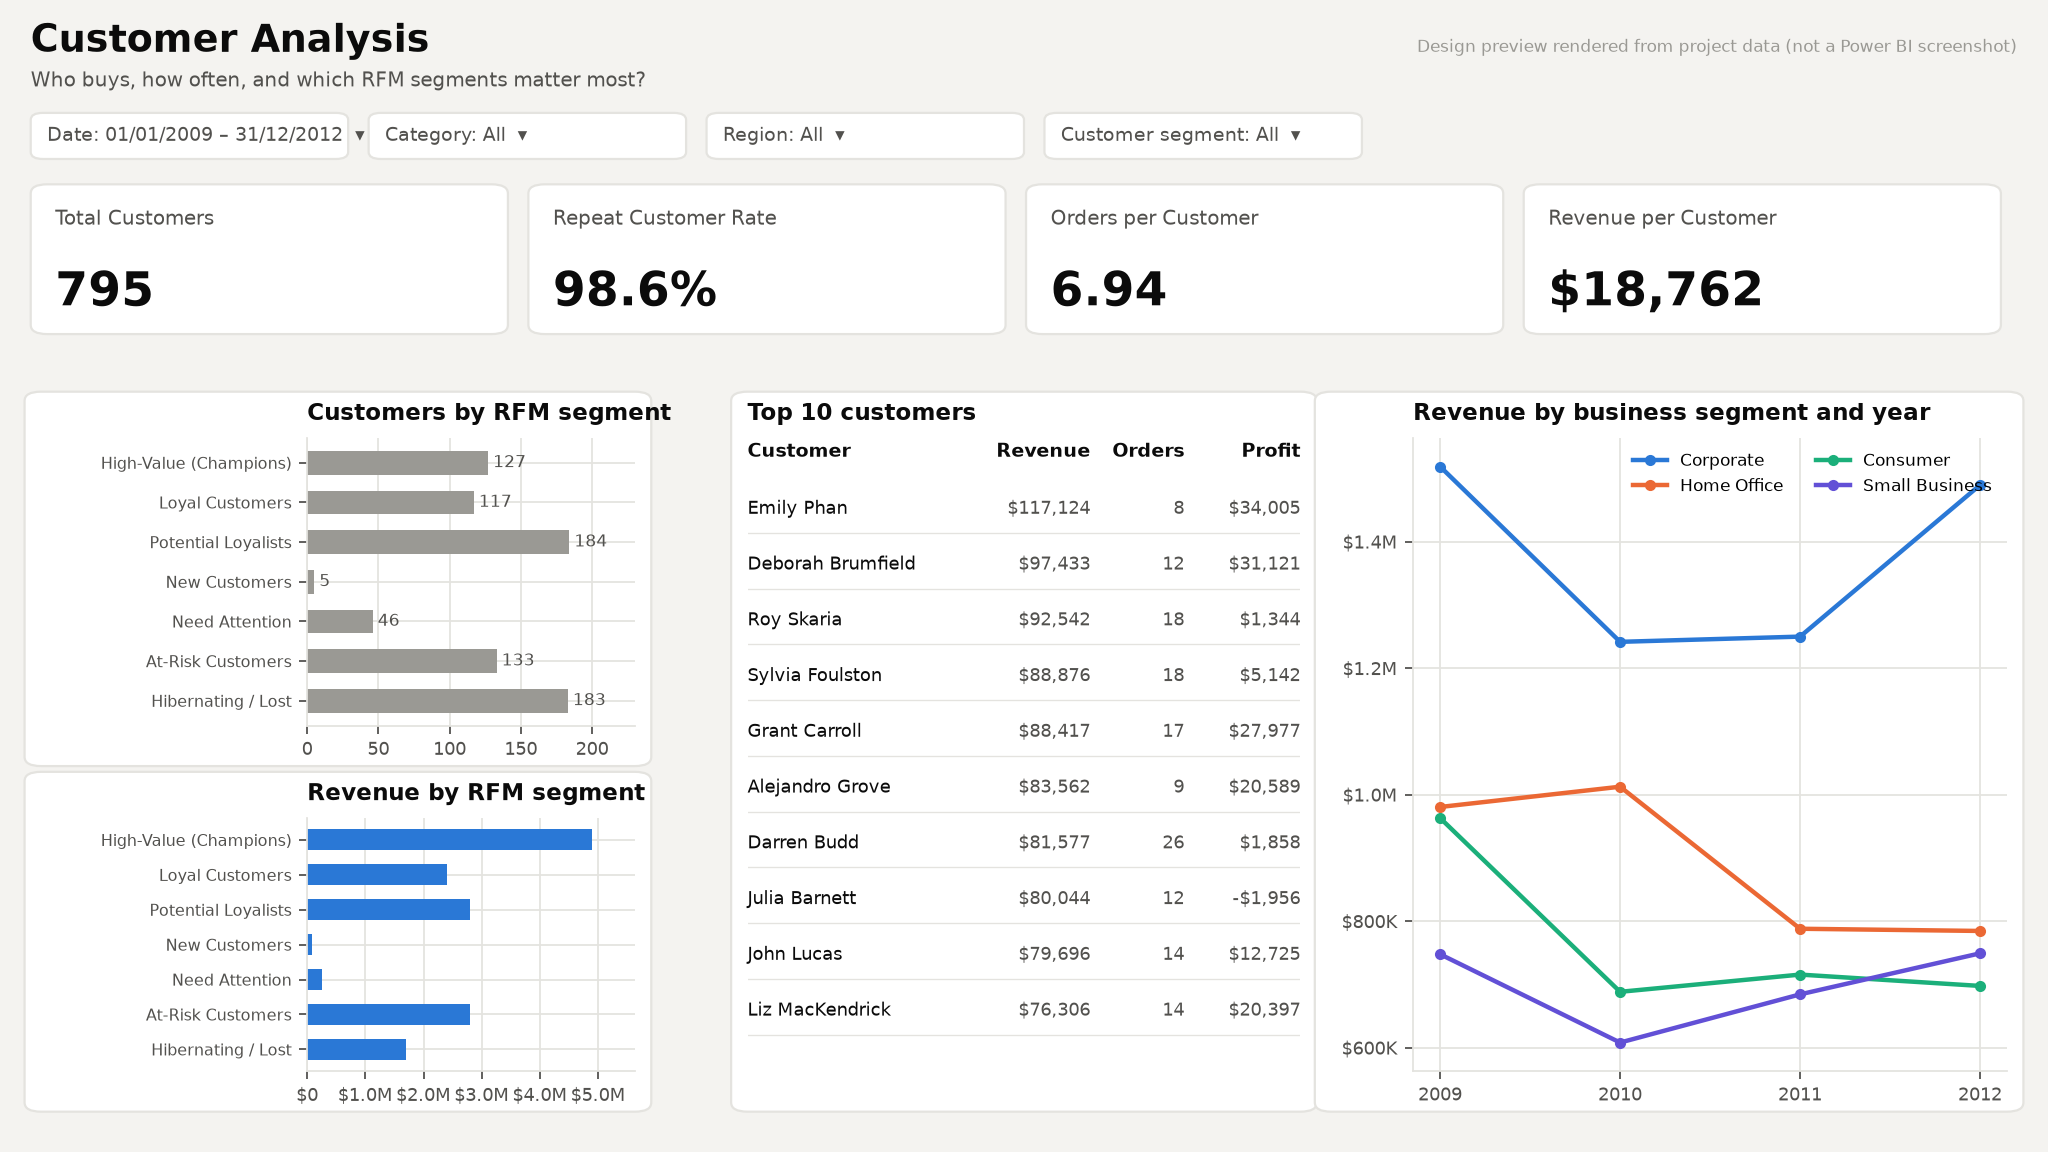 Customer Analysis
Design preview rendered from project data (not a Power BI screenshot)
Who buys, how often, and which RFM segments matter most?
Date: 01/01/2009 – 31/12/2012 ▾
Category: All ▾
Region: All ▾
Customer segment: All ▾
Total Customers
795
Repeat Customer Rate
98.6%
Orders per Customer
6.94
Revenue per Customer
$18,762
Customers by RFM segment
High-Value (Champions) 127
Loyal Customers 117
Potential Loyalists 184
New Customers 5
Need Attention 46
At-Risk Customers 133
Hibernating / Lost 183
0 50 100 150 200
Revenue by RFM segment
High-Value (Champions)
Loyal Customers
Potential Loyalists
New Customers
Need Attention
At-Risk Customers
Hibernating / Lost
$0 $1.0M $2.0M $3.0M $4.0M $5.0M
Top 10 customers
Customer Revenue Orders Profit
Emily Phan $117,124 8 $34,005
Deborah Brumfield $97,433 12 $31,121
Roy Skaria $92,542 18 $1,344
Sylvia Foulston $88,876 18 $5,142
Grant Carroll $88,417 17 $27,977
Alejandro Grove $83,562 9 $20,589
Darren Budd $81,577 26 $1,858
Julia Barnett $80,044 12 -$1,956
John Lucas $79,696 14 $12,725
Liz MacKendrick $76,306 14 $20,397
Revenue by business segment and year
Corporate Consumer
Home Office Small Business
$1.4M
$1.2M
$1.0M
$800K
$600K
2009 2010 2011 2012